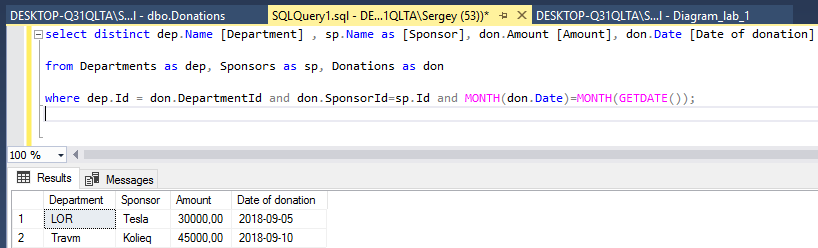 DESKTOP-Q31QLTA\S...l - dbo.Donations SQLQuery1.sql - DE...1QLTA\Sergey (53))* DESKTOP-Q31QLTA\S...l - Diagram_lab_1
select distinct dep.Name [Department] , sp.Name as [Sponsor], don.Amount [Amount], don.Date [Date of donation]
from Departments as dep, Sponsors as sp, Donations as don
where dep.Id = don.DepartmentId and don.SponsorId=sp.Id and MONTH(don.Date)=MONTH(GETDATE());
100 %
Results Messages
Department Sponsor Amount Date of donation
1 LOR Tesla 30000,00 2018-09-05
2 Travm Kolieq 45000,00 2018-09-10